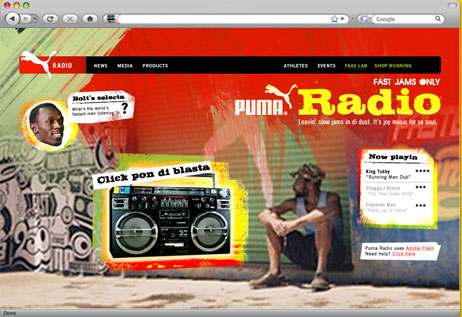 Google
RADIO
NEWS
MEDIA
PRODUCTS
ATHLETES
EVENTS
FAAS LAB
SHOP RUNNING
FAST JAMS ONLY
PUMA Radio
Leavin' slow jams in di dust. It's joy music for ya soul.
Bolt's selecta
What's the world's
fastest man listening to
?
Click pon di blasta
Now playin
King Tubby ****
"Running Man Dub"
Shaggy / Alaine ***
"For Your Eyes Only"
Elephant Man ***
"Party-up in Here"
Puma Radio uses Adobe Flash
Need help? Click here
Done